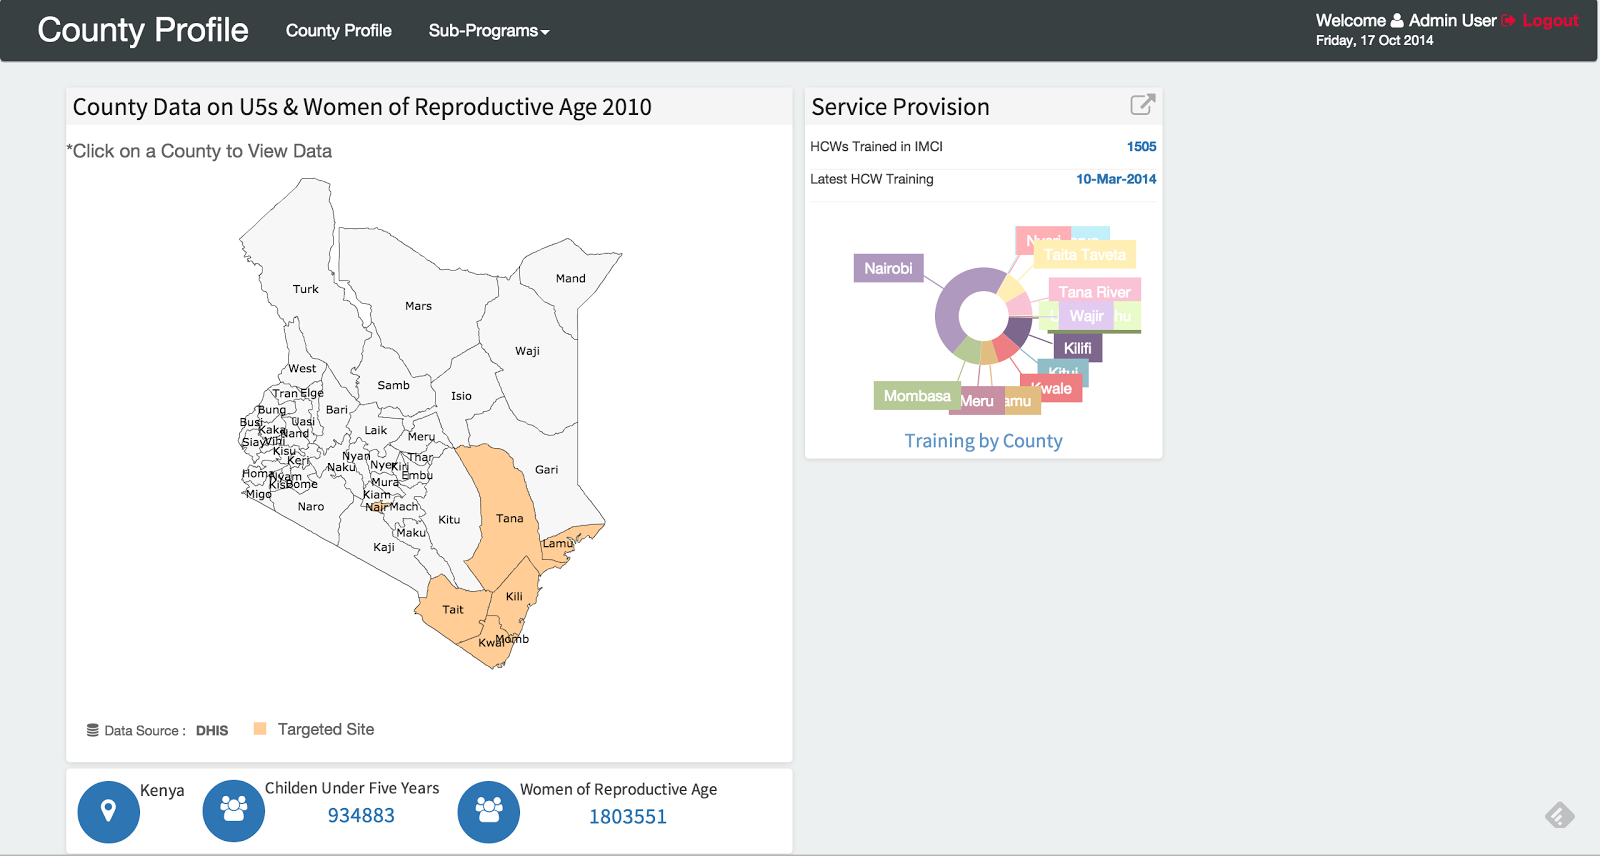 County Profile
County Profile
Sub-Programs
Welcome Admin User Logout
Friday, 17 Oct 2014
County Data on U5s & Women of Reproductive Age 2010
*Click on a County to View Data
Turk
Mand
Mars
Waji
West
Samb
Isio
Tran
Elge
Bung
Bari
Busi
Uasi
Kaka
Nand
Laik
Meru
Siay
Vihi
Kisu
Keri
Nyan
Thar
Naku
Nyer
Kiri
Gari
Homa
Nyam
Embu
Kisi
Bome
Mura
Migo
Kiam
Naro
Nair
Mach
Kitu
Tana
Maku
Kaji
Lamu
Kili
Tait
Kwal
Momb
Data Source : DHIS
Targeted Site
Kenya
Childen Under Five Years
934883
Women of Reproductive Age
1803551
Service Provision
HCWs Trained in IMCI
1505
Latest HCW Training
10-Mar-2014
Nairobi
Taita Taveta
Tana River
Wajir
Kilifi
Kitui
Kwale
Mombasa
Meru
Training by County